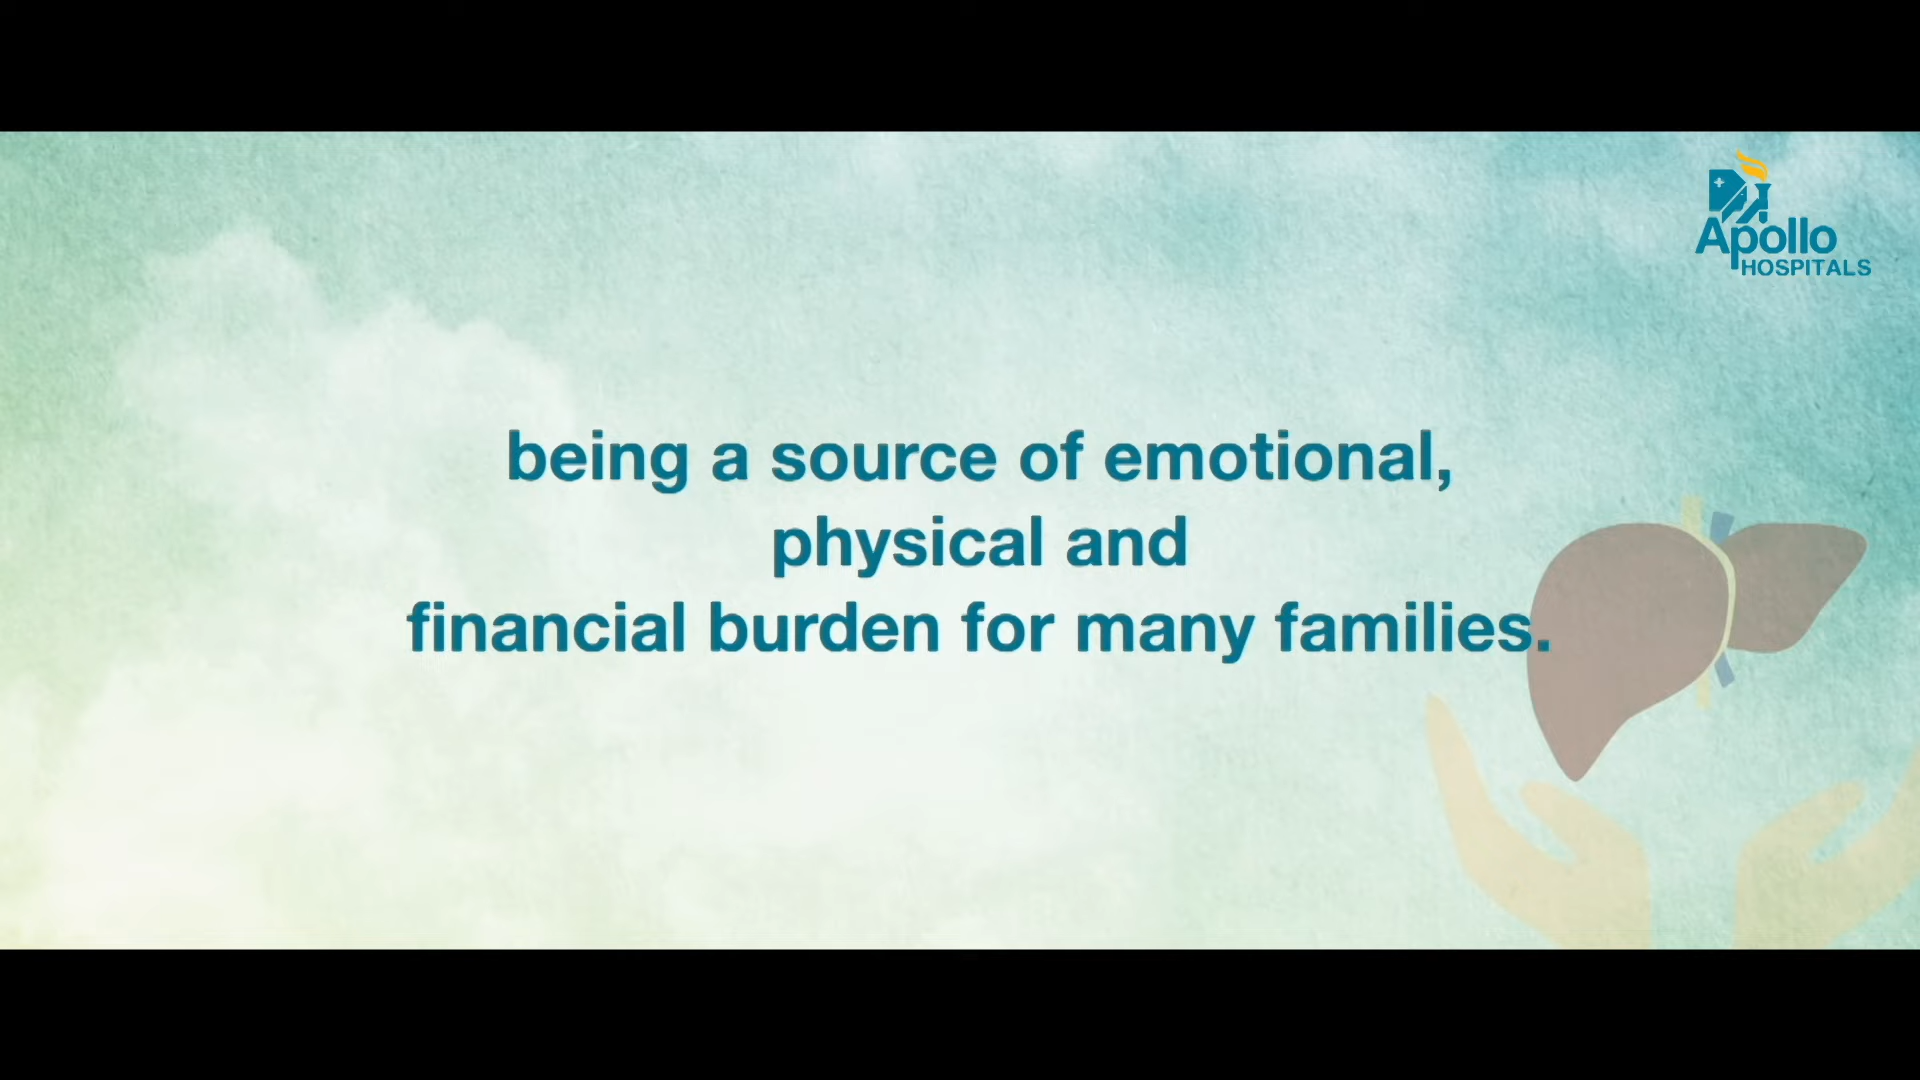 Apollo
HOSPITALS
being a source of emotional,
physical and
financial burden for many families.